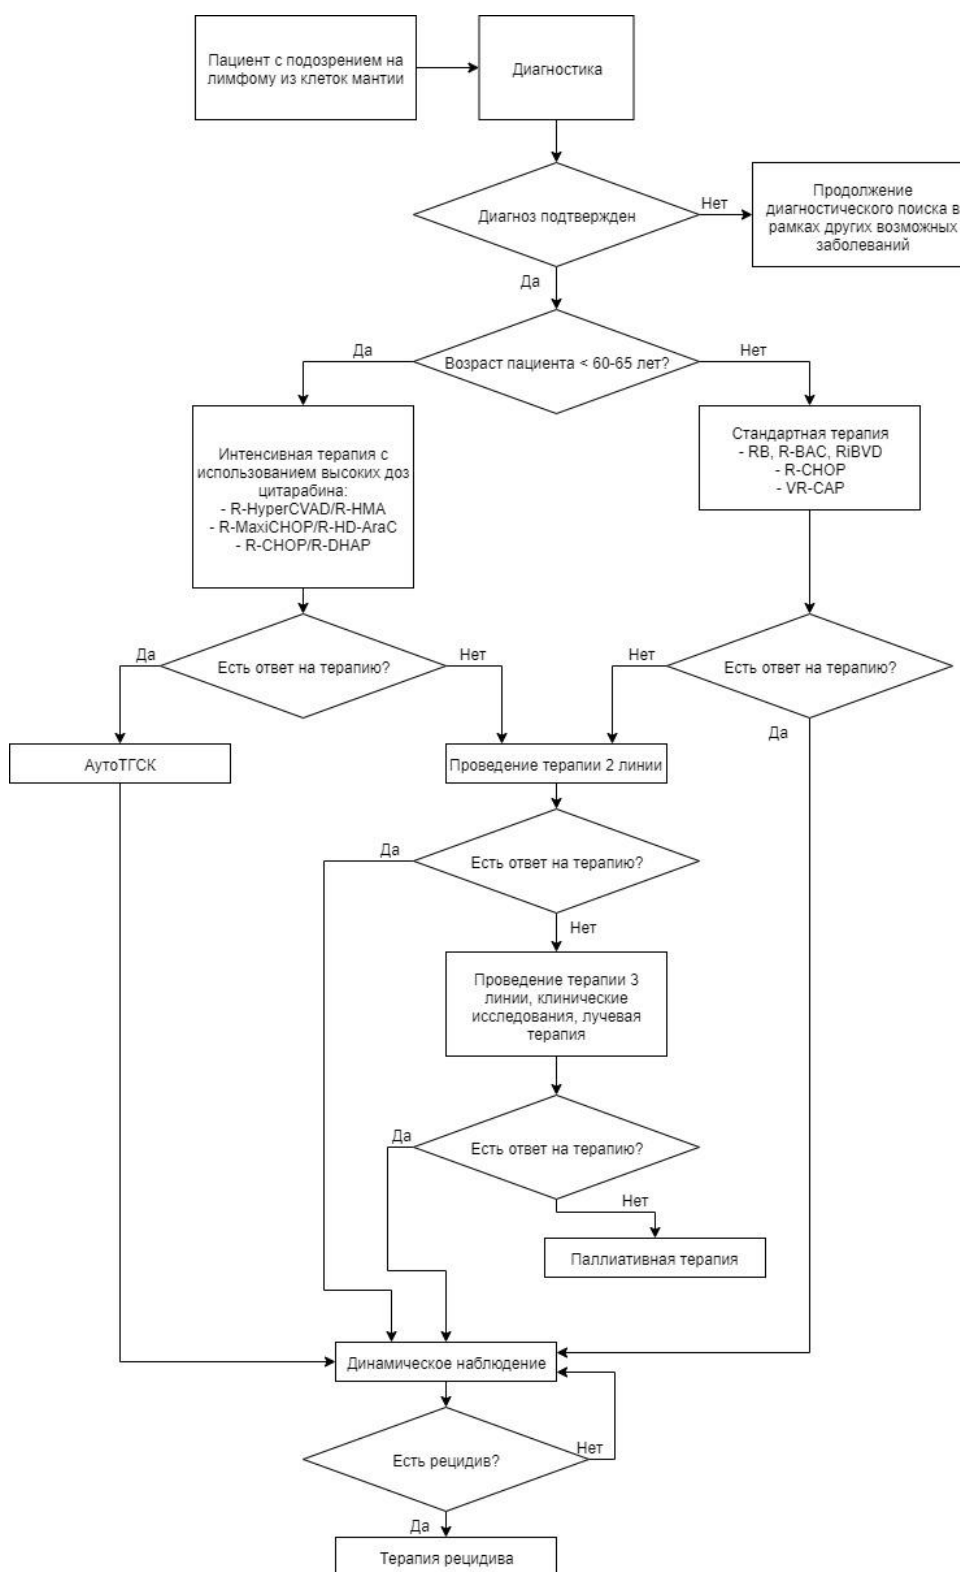 Пациент с подозрением на
лимфому из клеток мантии
Диагностика
Диагноз подтвержден
Нет
Продолжение
диагностического поиска в
рамках других возможных
заболеваний
Да
Возраст пациента < 60-65 лет?
Да
Нет
Интенсивная терапия с
использованием высоких доз
цитарабина:
- R-HyperCVAD/R-HMA
- R-MaxiCHOP/R-HD-AraC
- R-CHOP/R-DHAP
Стандартная терапия
- RB, R-BAC, RiBVD
- R-CHOP
- VR-CAP
Есть ответ на терапию?
Да
Нет
Есть ответ на терапию?
Нет
Да
АутоТГСК
Проведение терапии 2 линии
Есть ответ на терапию?
Да
Нет
Проведение терапии 3
линии, клинические
исследования, лучевая
терапия
Есть ответ на терапию?
Да
Нет
Паллиативная терапия
Динамическое наблюдение
Есть рецидив?
Нет
Да
Терапия рецидива